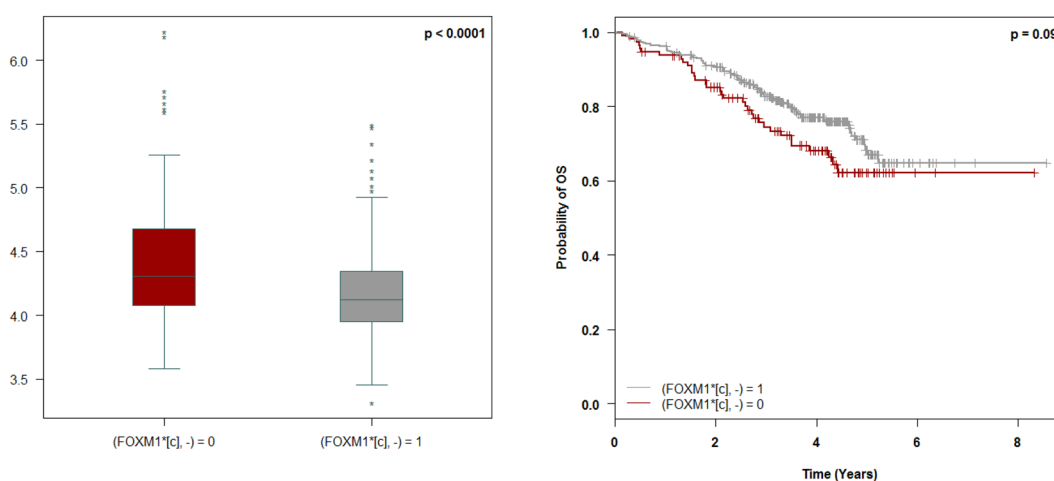 p < 0.0001
6.0
5.5
5.0
4.5
4.0
3.5
(FOXM1*[c], -) = 0
(FOXM1*[c], -) = 1
p = 0.09
1.0
0.8
0.6
0.4
0.2
0.0
Probability of OS
(FOXM1*[c], -) = 1
(FOXM1*[c], -) = 0
0
2
4
6
8
Time (Years)